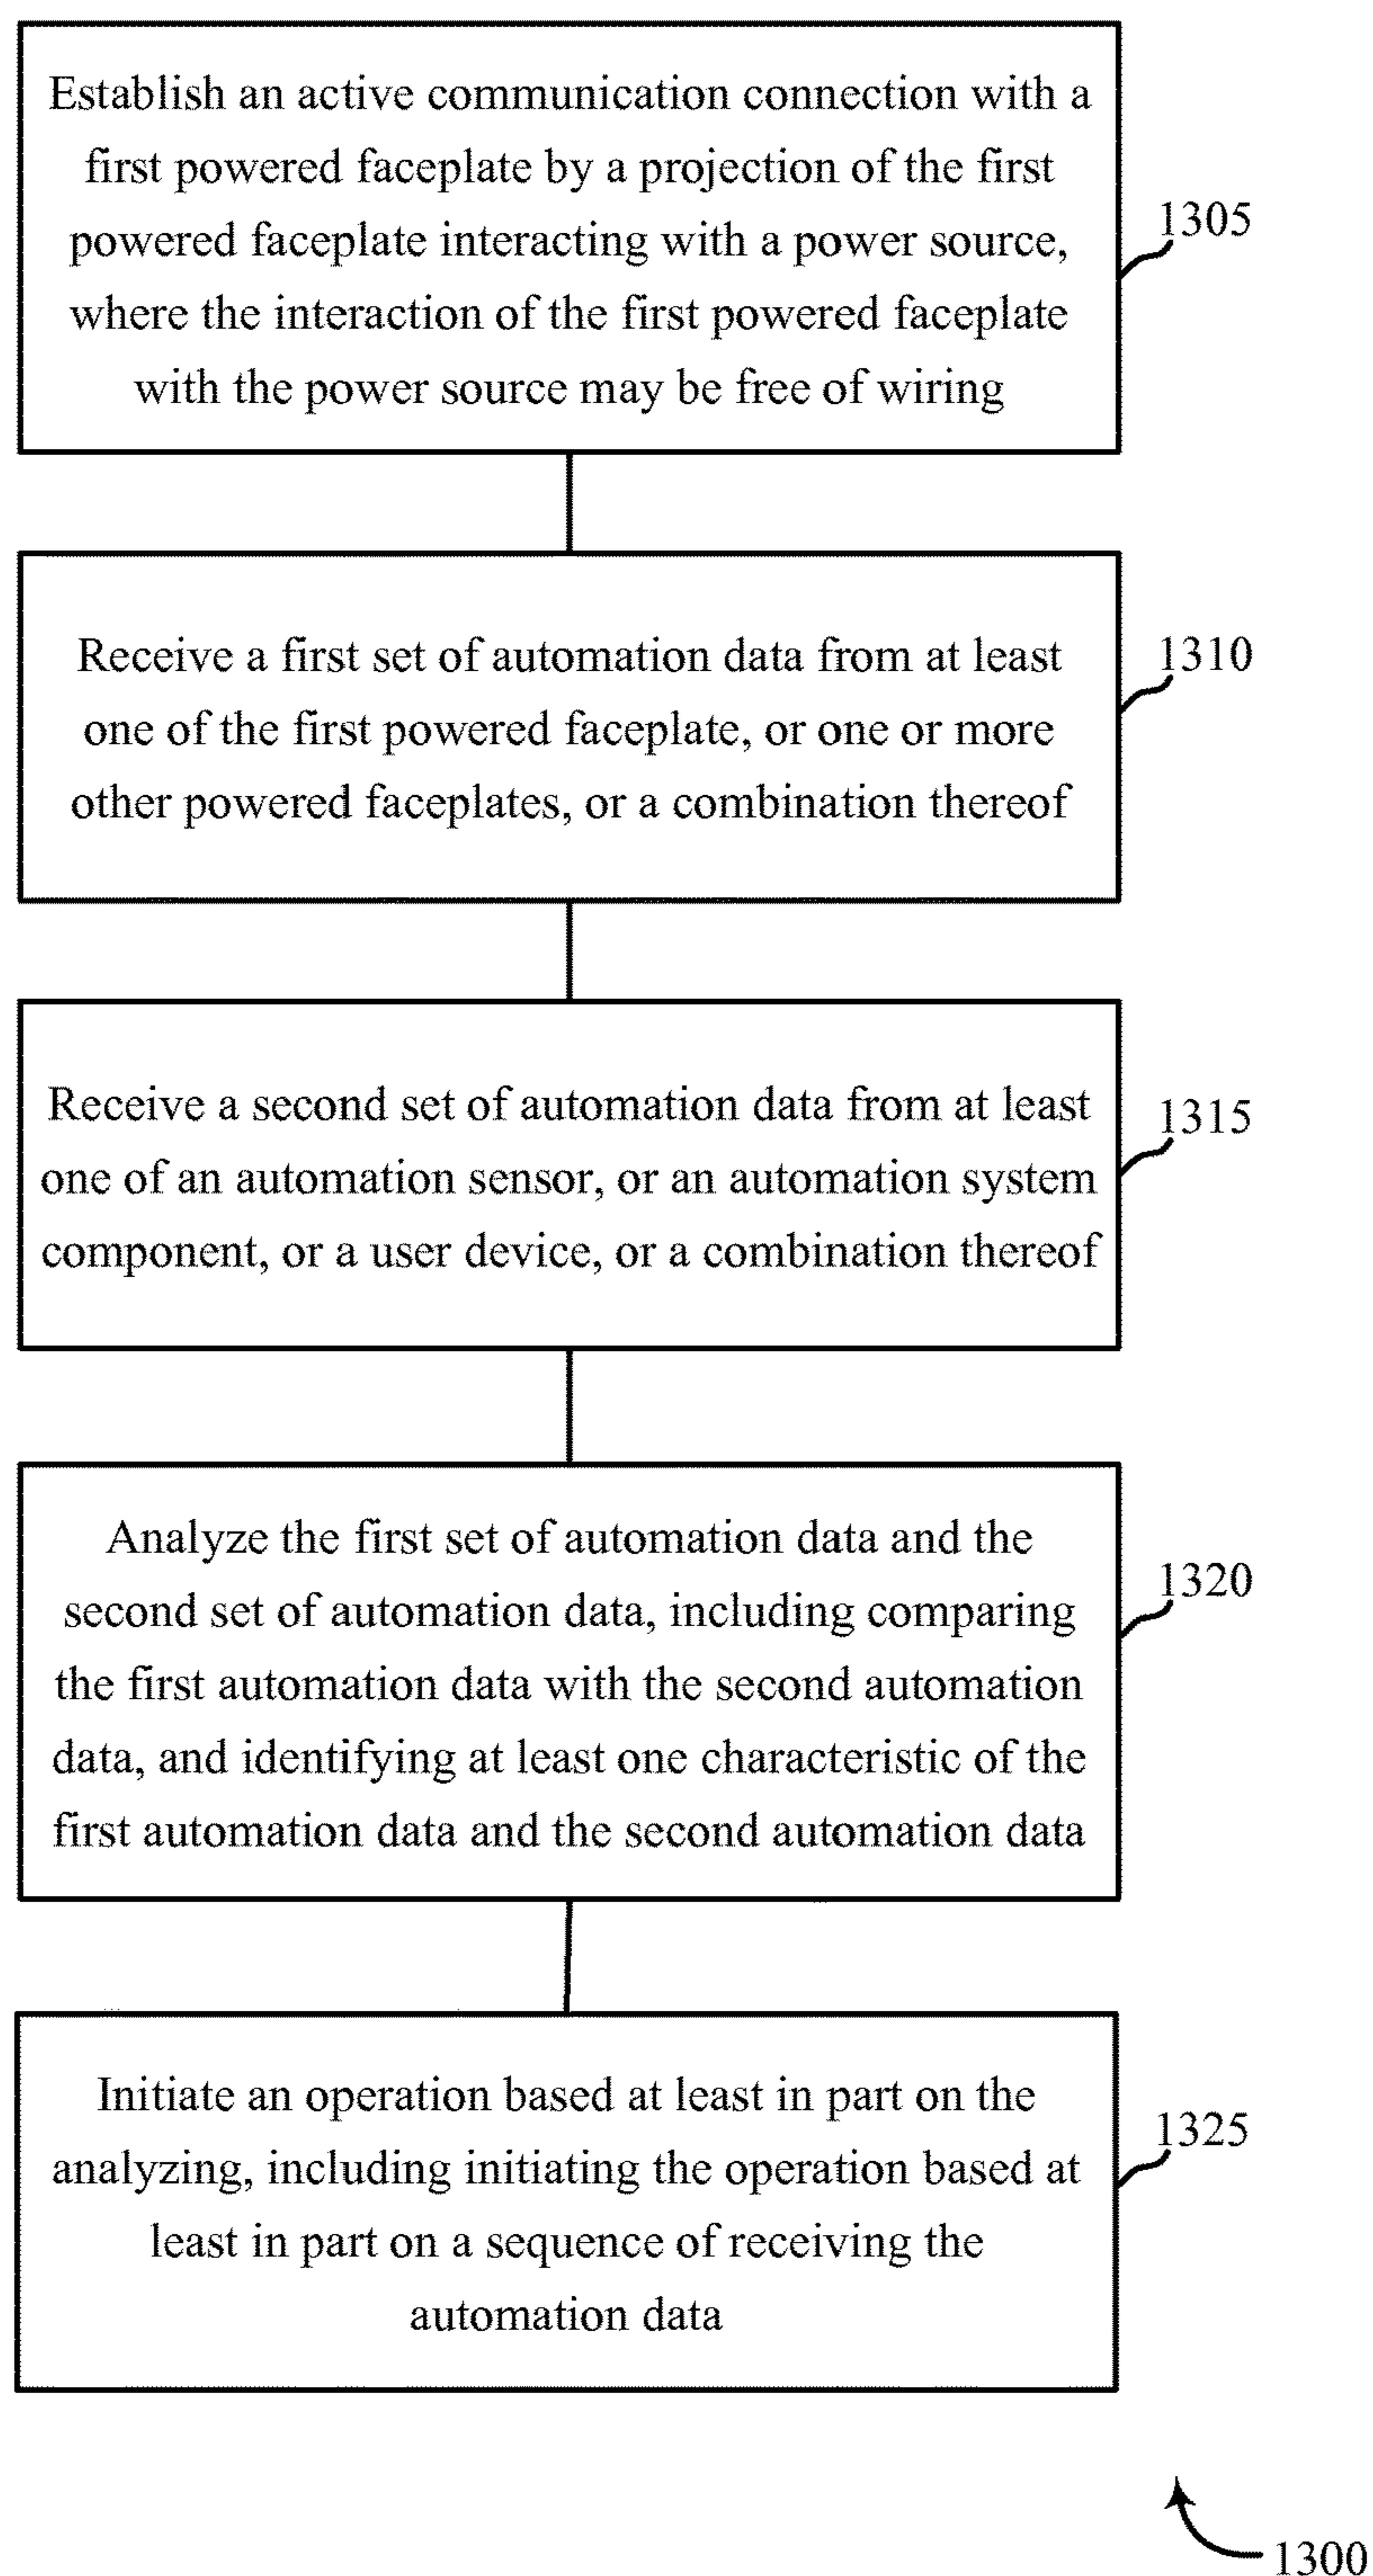 Establish an active communication connection with a
first powered faceplate by a projection of the first
powered faceplate interacting with a power source,
where the interaction of the first powered faceplate
with the power source may be free of wiring
1305
Receive a first set of automation data from at least
one of the first powered faceplate, or one or more
other powered faceplates, or a combination thereof
1310
Receive a second set of automation data from at least
one of an automation sensor, or an automation system
component, or a user device, or a combination thereof
1315
Analyze the first set of automation data and the
second set of automation data, including comparing
the first automation data with the second automation
data, and identifying at least one characteristic of the
first automation data and the second automation data
1320
Initiate an operation based at least in part on the
analyzing, including initiating the operation based at
least in part on a sequence of receiving the
automation data
1325
1300